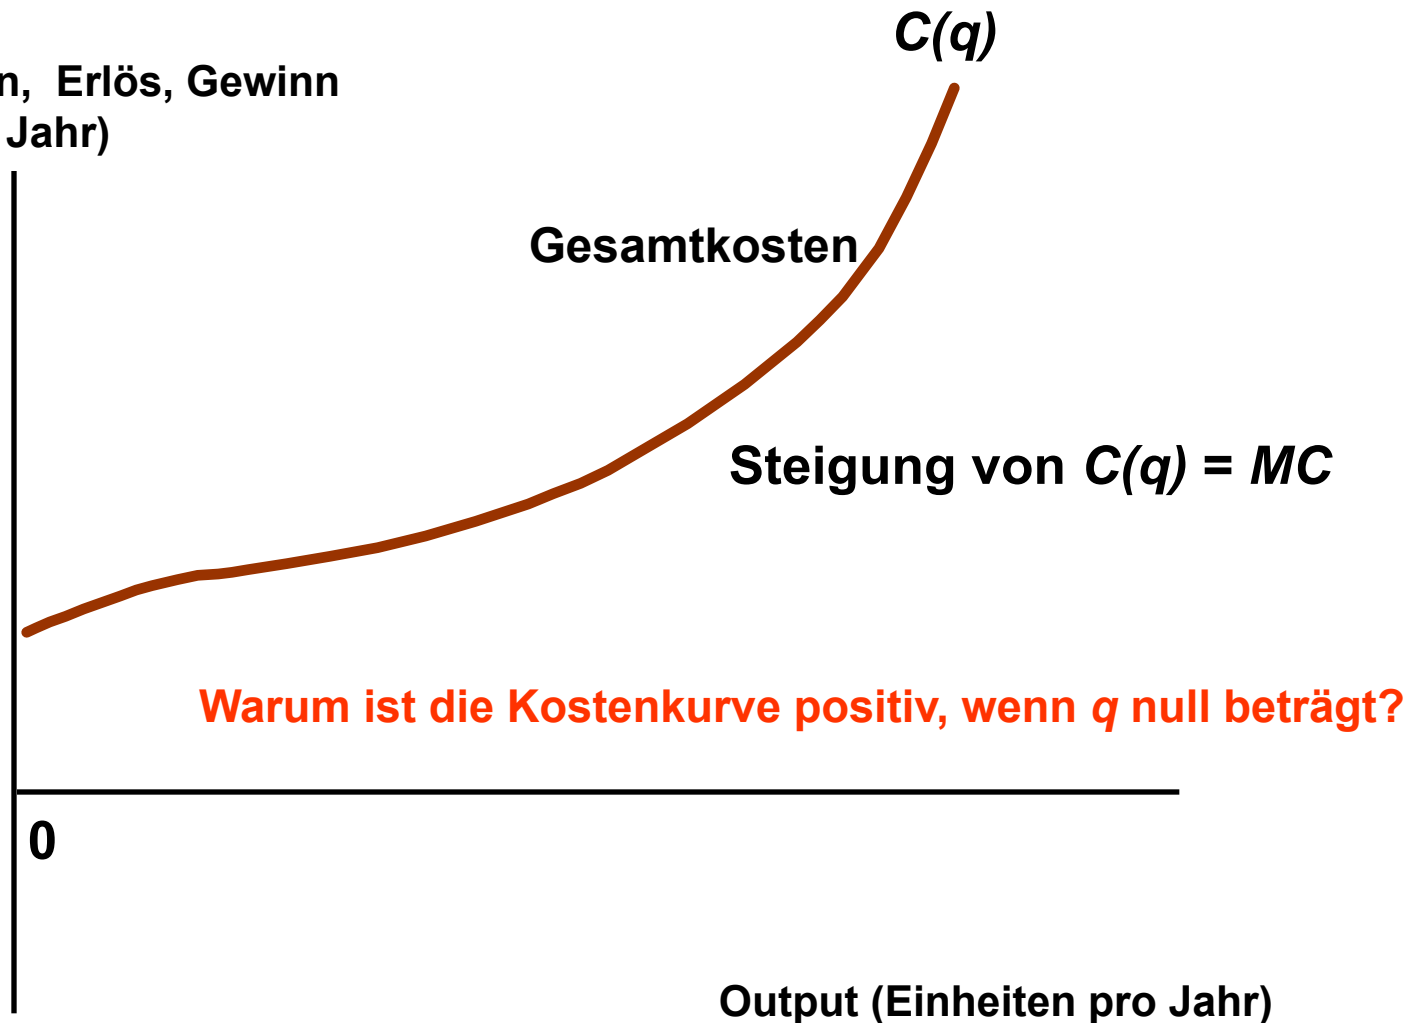 C(q)
n, Erlös, Gewinn
Jahr)
Gesamtkosten
Steigung von C(q) = MC
Warum ist die Kostenkurve positiv, wenn q null beträgt?
0
Output (Einheiten pro Jahr)